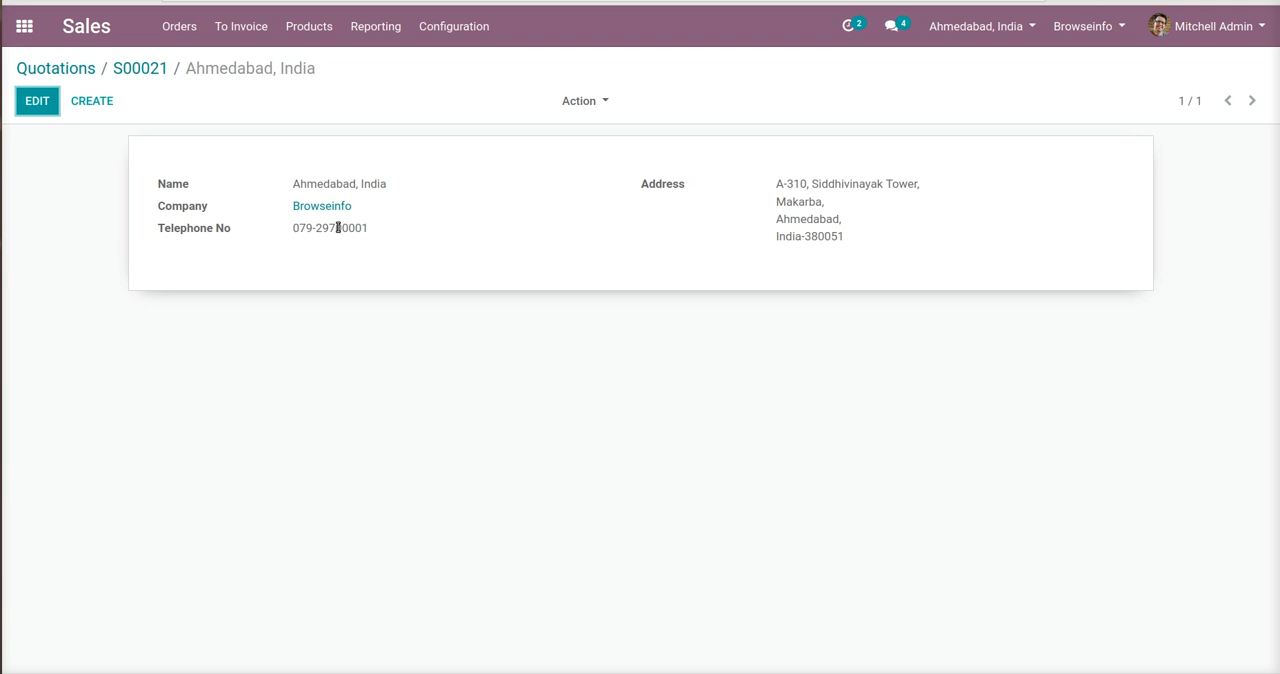 Sales Orders To Invoice Products Reporting Configuration 2 4 Ahmedabad, India Browseinfo Mitchell Admin
Quotations / S00021 / Ahmedabad, India
EDIT CREATE Action 1 / 1
Name Ahmedabad, India Address A-310, Siddhivinayak Tower,
Makarba,
Company Browseinfo
Ahmedabad,
Telephone No
India-380051